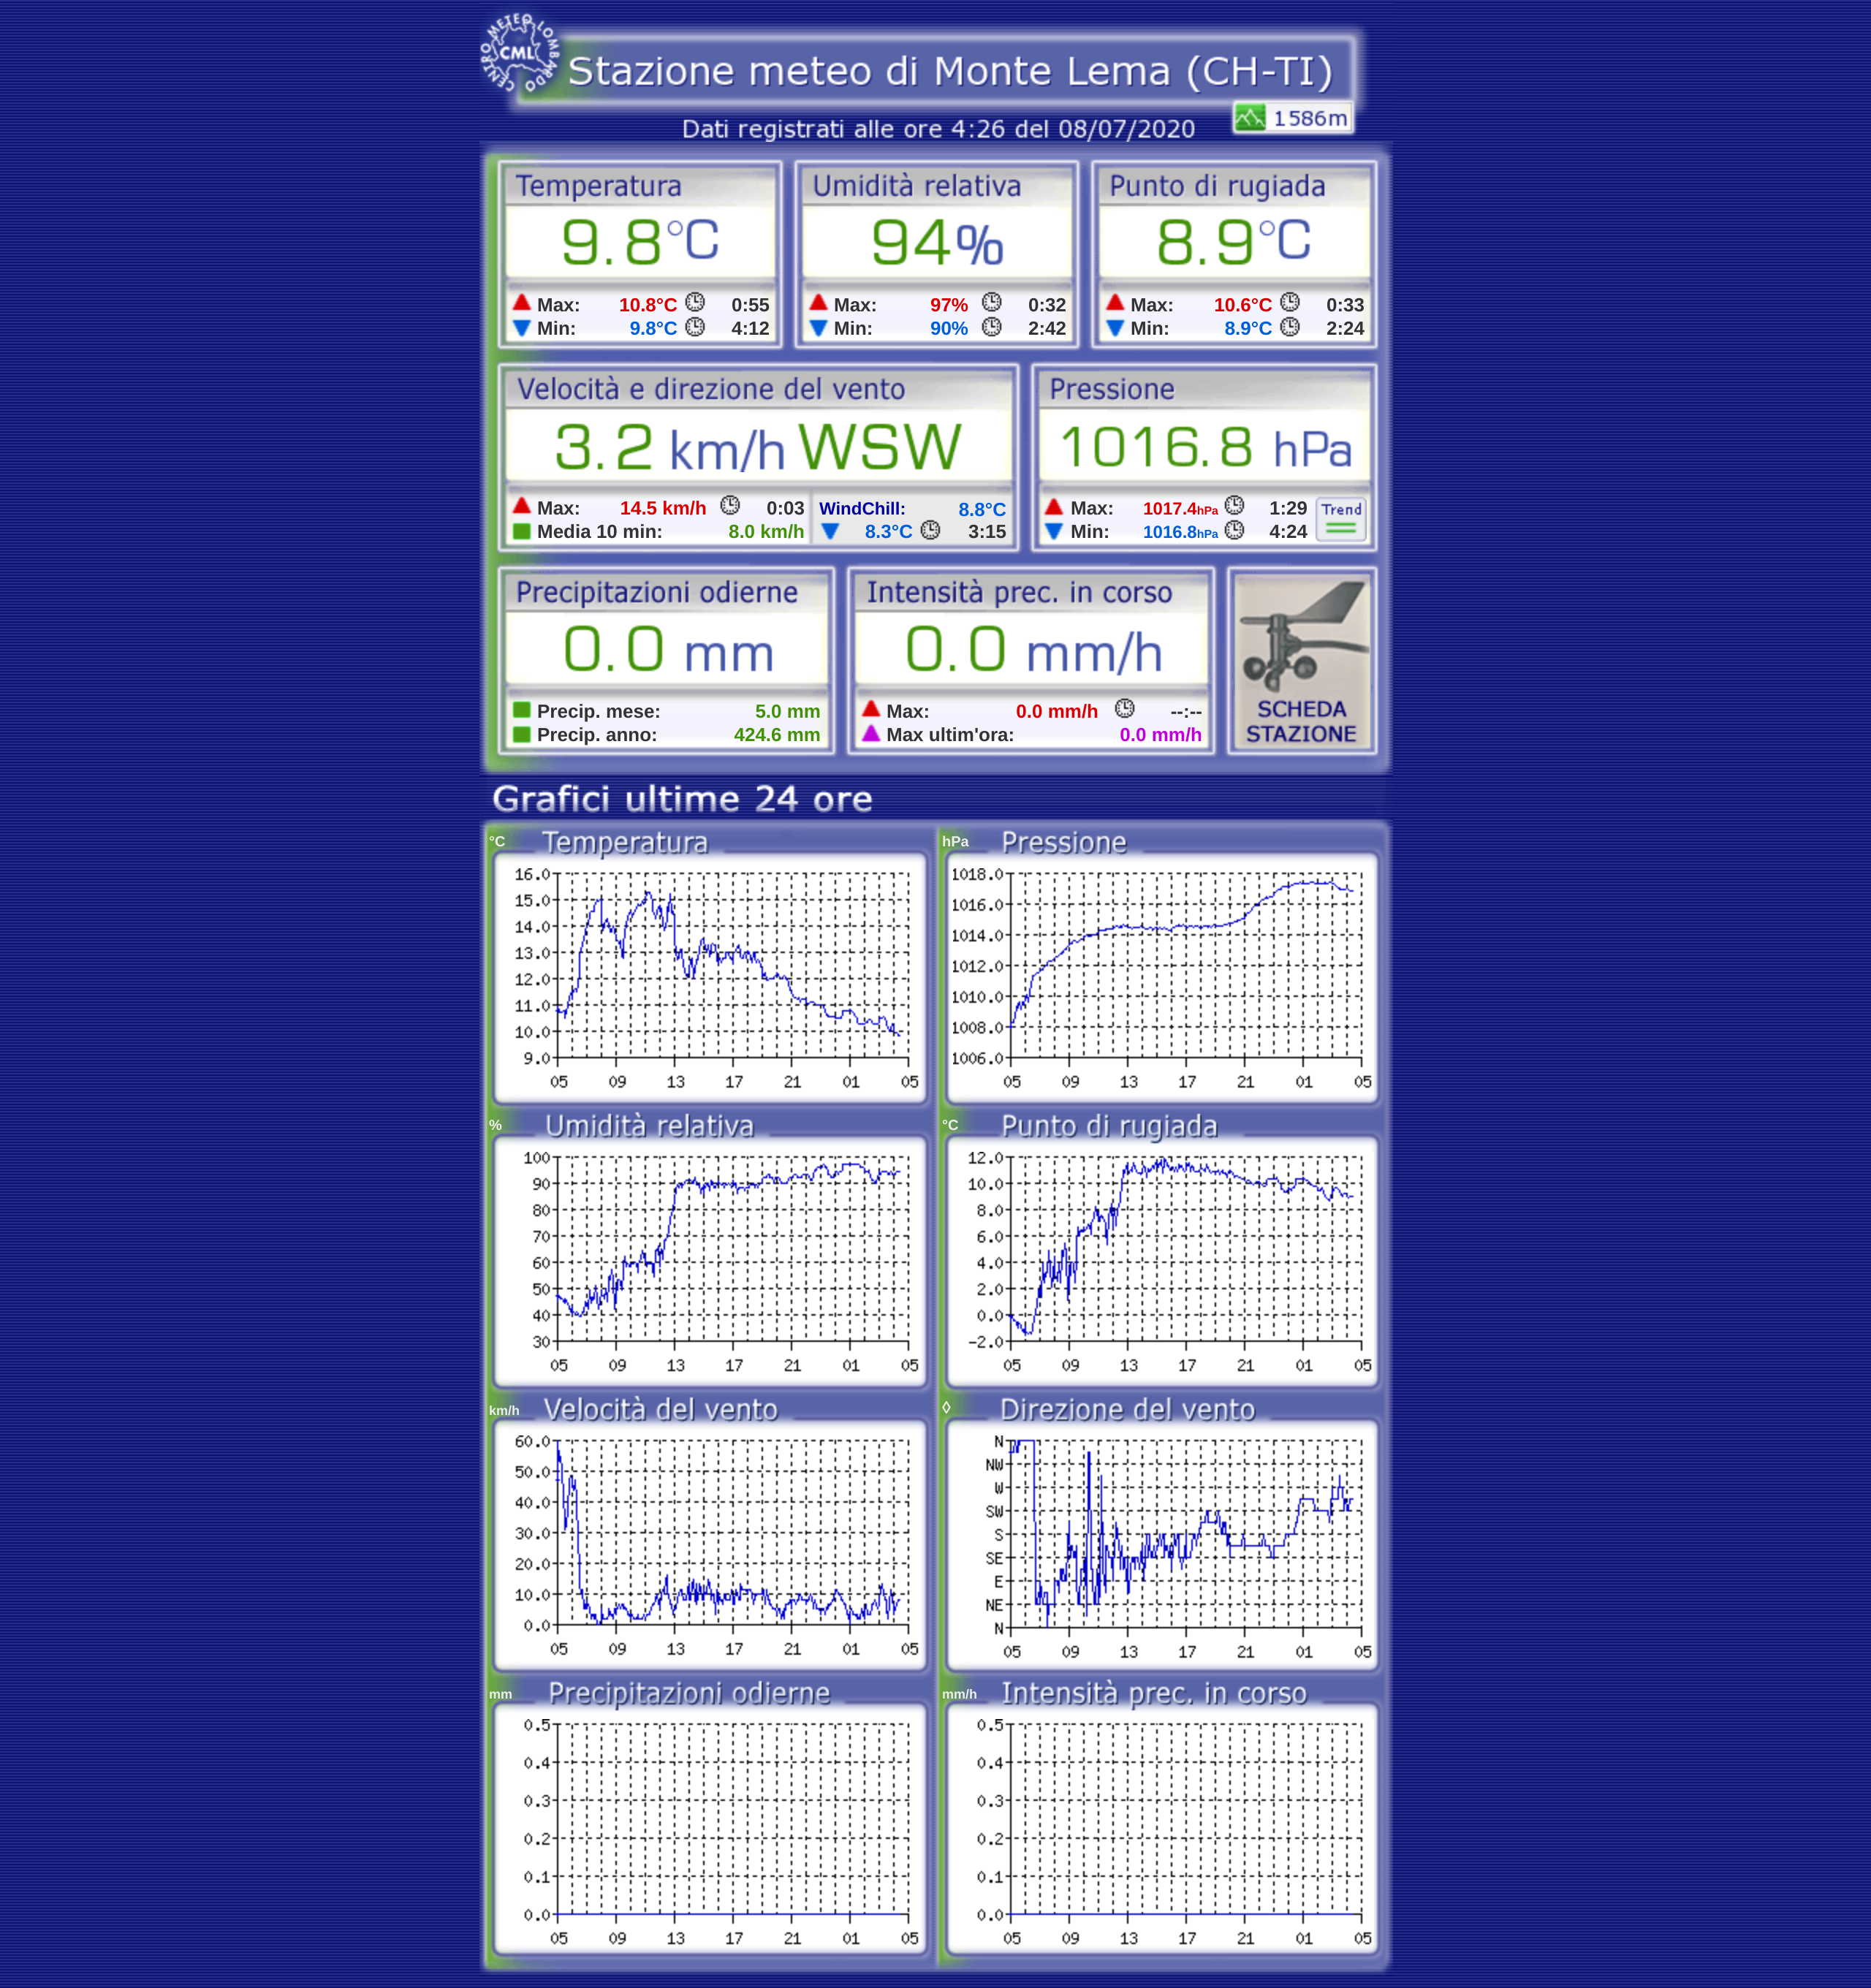 CENTRO METEO LOMBARDO
CML
Stazione meteo di Monte Lema (CH-TI)
1586m
Dati registrati alle ore 4:26 del 08/07/2020
Temperatura Umidità relativa Punto di rugiada
9.8°C 94% 8.9°C
Max: 10.8°C 0:55 Max: 97% 0:32 Max: 10.6°C 0:33
Min: 9.8°C 4:12 Min: 90% 2:42 Min: 8.9°C 2:24
Velocità e direzione del vento Pressione
3.2 km/h WSW 1016.8 hPa
Max: 14.5 km/h 0:03 WindChill: 8.8°C Max: 1017.4hPa 1:29 Trend
Media 10 min: 8.0 km/h 8.3°C 3:15 Min: 1016.8hPa 4:24
Precipitazioni odierne Intensità prec. in corso
0.0 mm 0.0 mm/h
Precip. mese: 5.0 mm Max: 0.0 mm/h --:-- SCHEDA
Precip. anno: 424.6 mm Max ultim'ora: 0.0 mm/h STAZIONE
Grafici ultime 24 ore
°C Temperatura
16.0
15.0
14.0
13.0
12.0
11.0
10.0
9.0
05 09 13 17 21 01 05
hPa Pressione
1018.0
1016.0
1014.0
1012.0
1010.0
1008.0
1006.0
05 09 13 17 21 01 05
% Umidità relativa
100
90
80
70
60
50
40
30
05 09 13 17 21 01 05
°C Punto di rugiada
12.0
10.0
8.0
6.0
4.0
2.0
0.0
-2.0
05 09 13 17 21 01 05
km/h Velocità del vento
60.0
50.0
40.0
30.0
20.0
10.0
0.0
05 09 13 17 21 01 05
◊ Direzione del vento
N
NW
W
SW
S
SE
E
NE
N
05 09 13 17 21 01 05
mm Precipitazioni odierne
0.5
0.4
0.3
0.2
0.1
0.0
05 09 13 17 21 01 05
mm/h Intensità prec. in corso
0.5
0.4
0.3
0.2
0.1
0.0
05 09 13 17 21 01 05